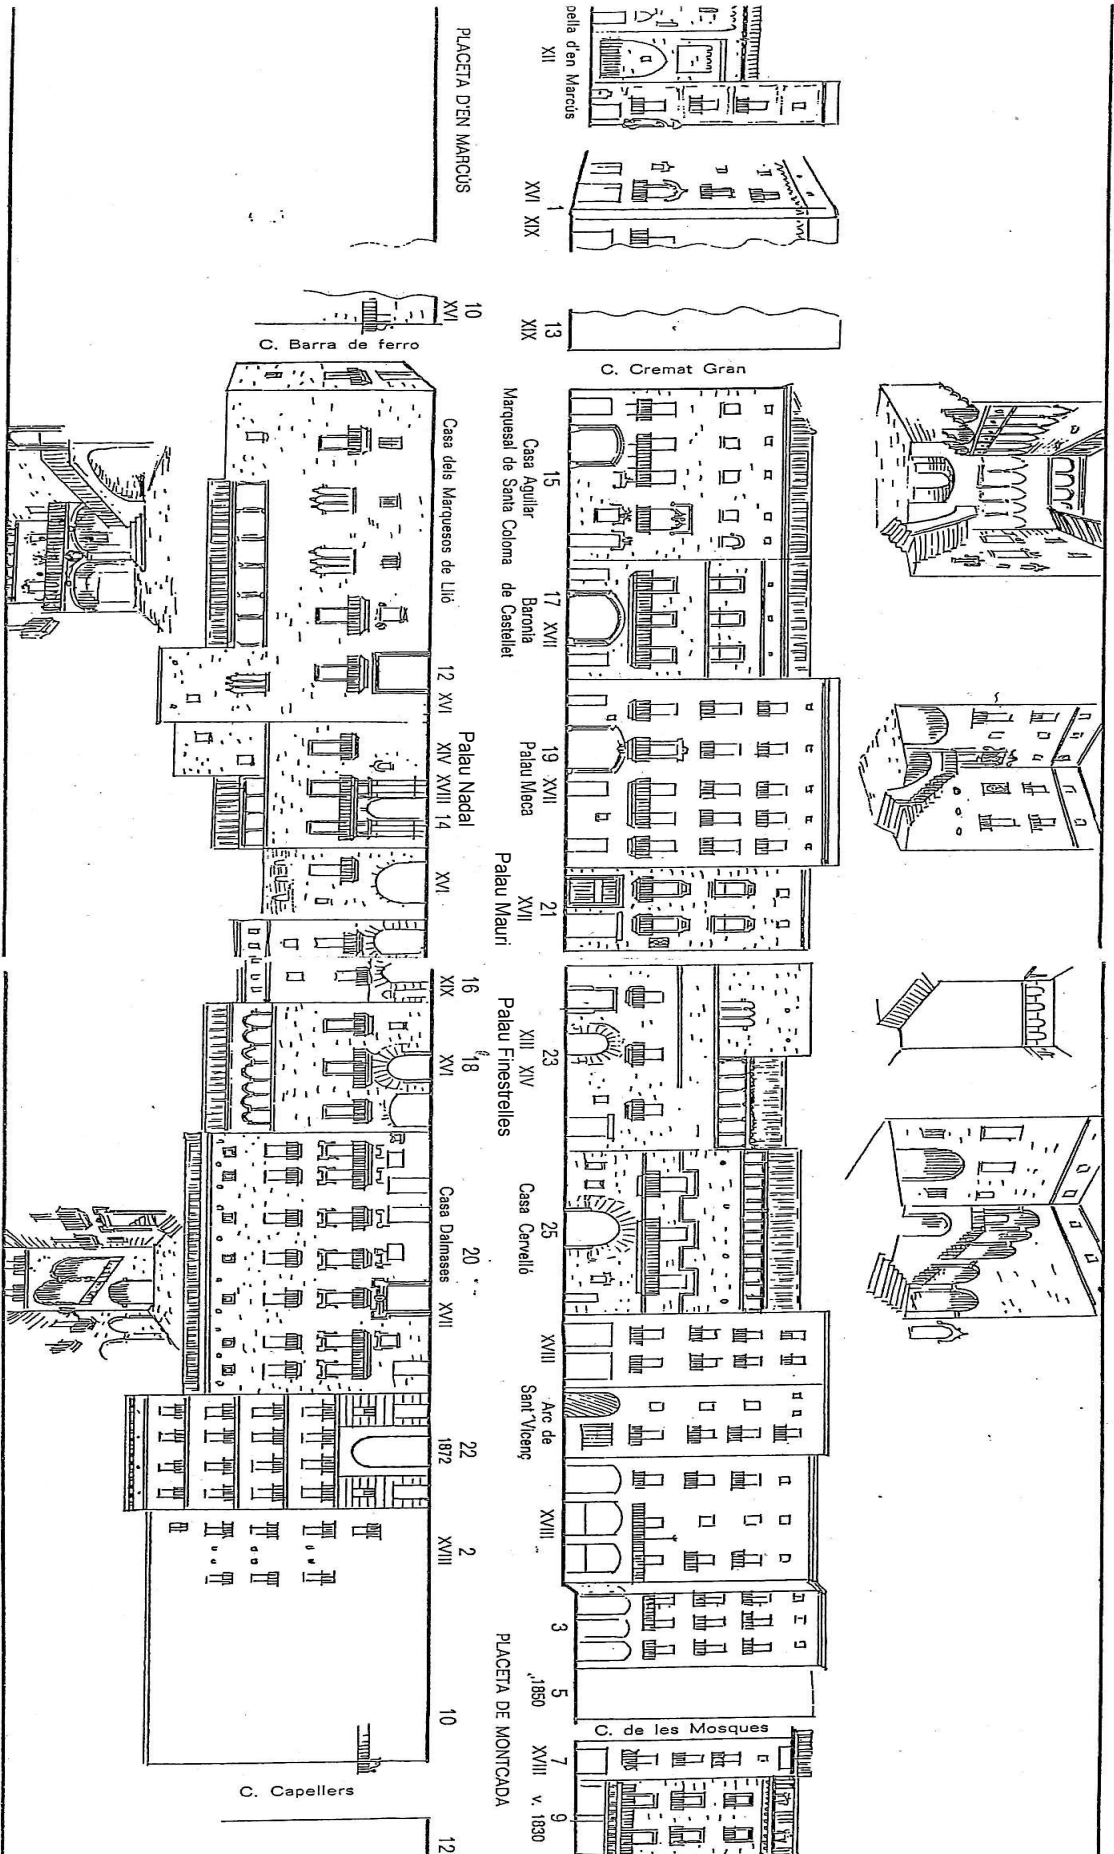 pella d'en Marcús
XII
1
XVI XIX
13
XIX
C. Cremat Gran
15
Casa Aguilar
Marquesal de Santa Coloma
17 XVII
Baronia
de Castellet
19 XVII
Palau Meca
21
XVII
Palau Mauri
23
XIII XIV
Palau Finestrelles
25
Casa Cervelló
XVIII
Arc de
Sant Vicenç
XVIII
3
5
1850
C. de les Mosques
7
XVIII
9
v. 1830
PLACETA DE MONTCADA
PLACETA D'EN MARCÚS
10
XVI
C. Barra de ferro
Casa dels Marquesos de Llió
12 XVI
Palau Nadal
XIV XVIII 14
XVI
16
XIX
18
XVI
20
Casa Dalmases XVII
22
1872
2
XVIII
10
C. Capellers
12